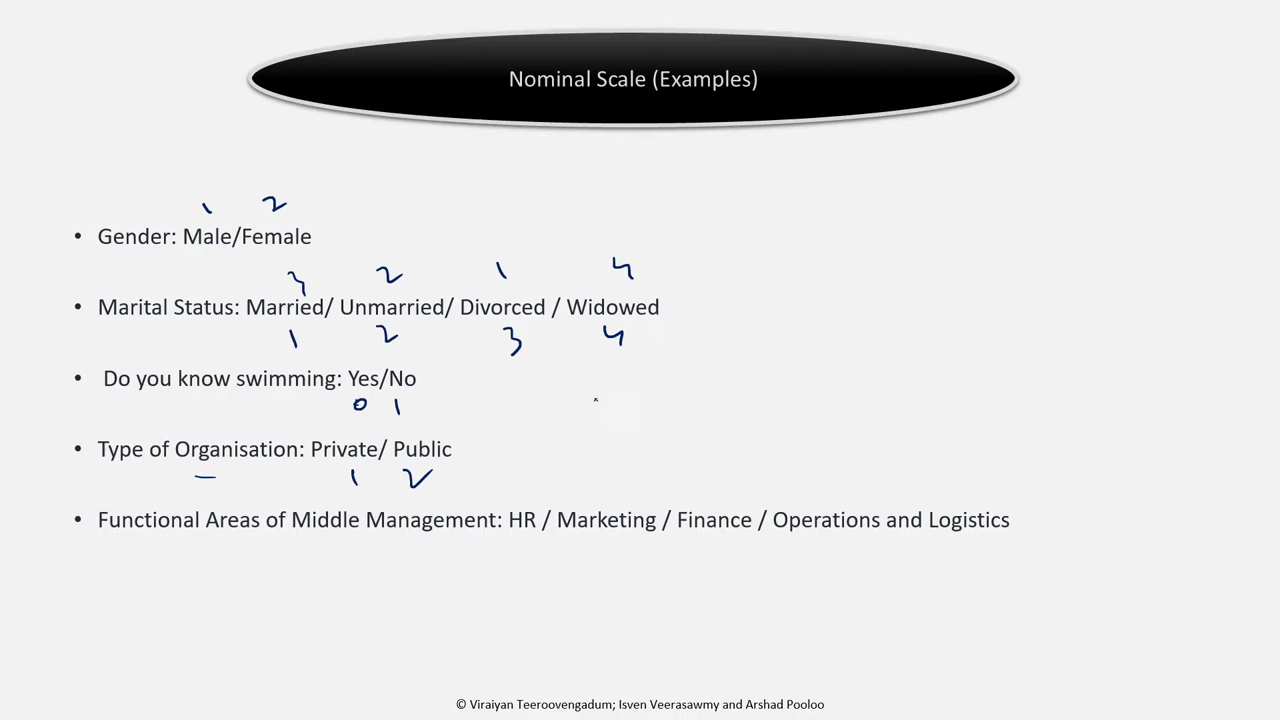 Nominal Scale (Examples)
1 2
• Gender: Male/Female
3 2 1 4
• Marital Status: Married/ Unmarried/ Divorced / Widowed
1 2 3 4
• Do you know swimming: Yes/No
0 1
• Type of Organisation: Private/ Public
1 2
• Functional Areas of Middle Management: HR / Marketing / Finance / Operations and Logistics
© Viraiyan Teeroovengadum; Isven Veerasawmy and Arshad Pooloo